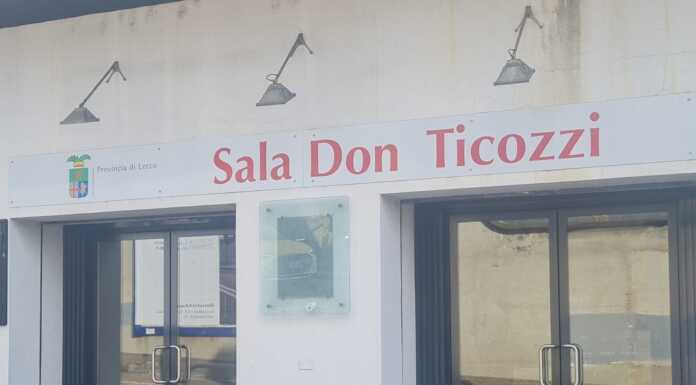 Provincia di Lecco
Sala Don Ticozzi